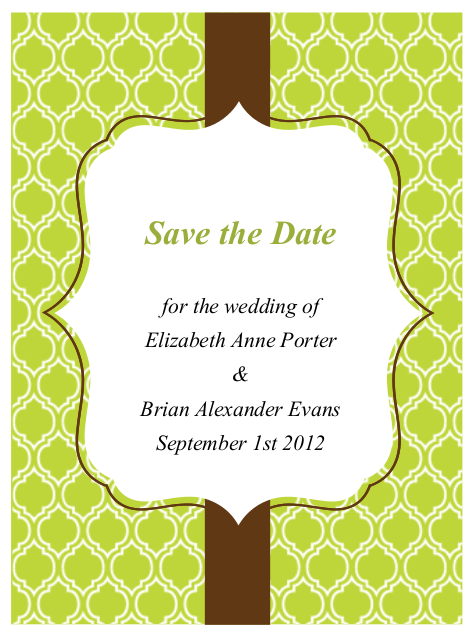 Save the Date
for the wedding of
Elizabeth Anne Porter
&
Brian Alexander Evans
September 1st 2012